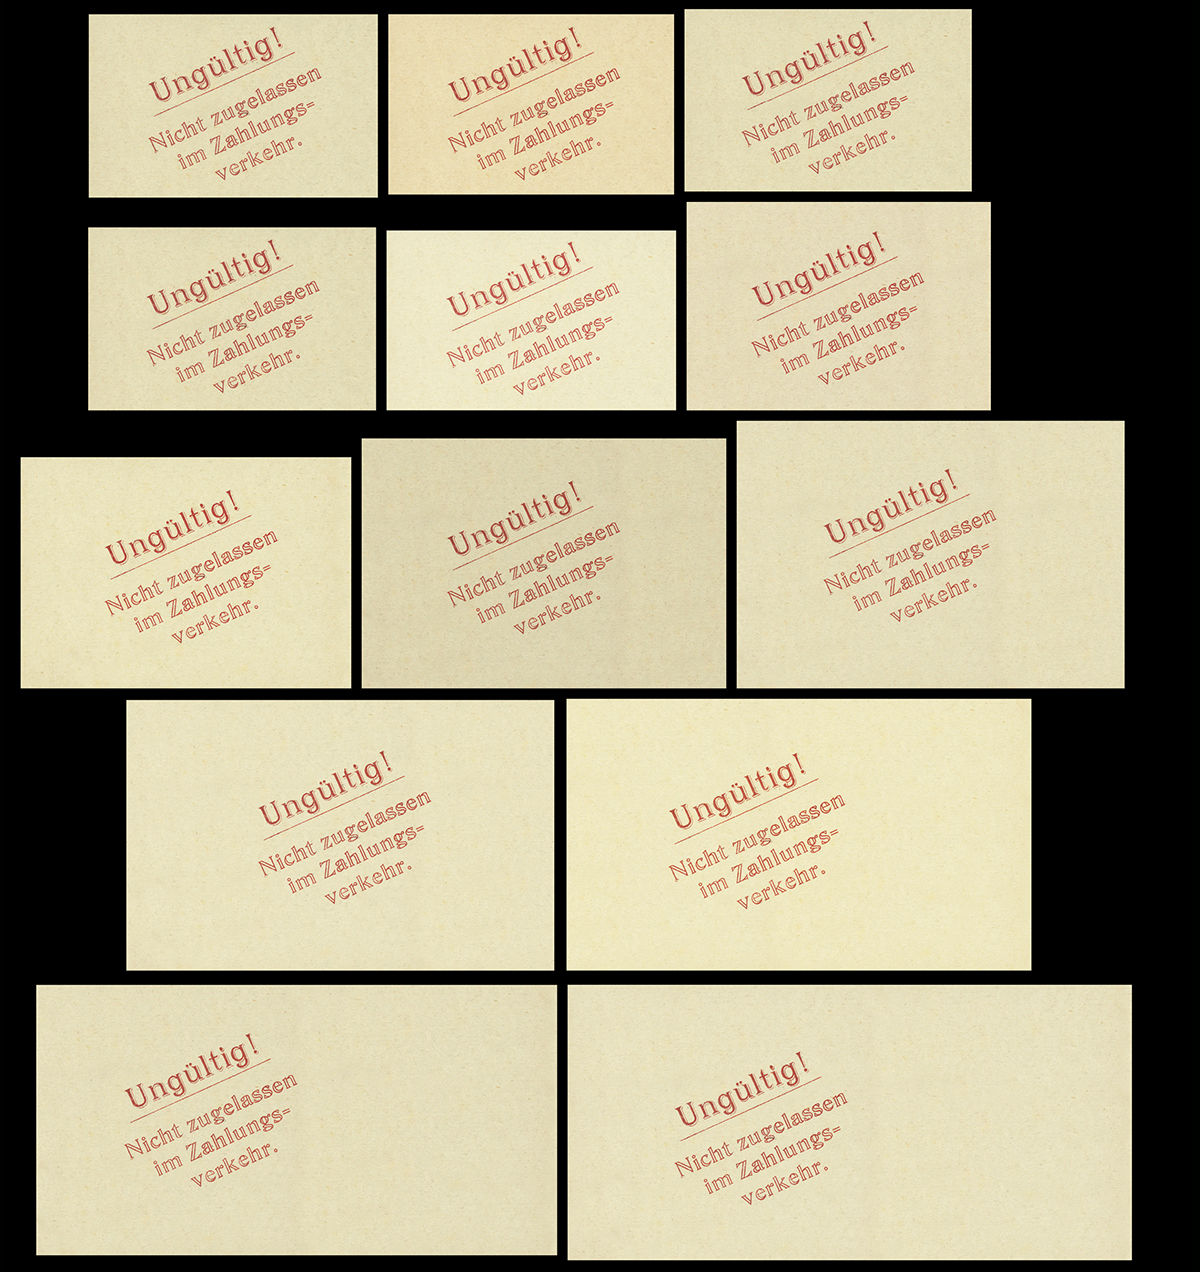 Ungültig!
Nicht zugelassen
im Zahlungs=
verkehr.
Ungültig!
Nicht zugelassen
im Zahlungs=
verkehr.
Ungültig!
Nicht zugelassen
im Zahlungs=
verkehr.
Ungültig!
Nicht zugelassen
im Zahlungs=
verkehr.
Ungültig!
Nicht zugelassen
im Zahlungs=
verkehr.
Ungültig!
Nicht zugelassen
im Zahlungs=
verkehr.
Ungültig!
Nicht zugelassen
im Zahlungs=
verkehr.
Ungültig!
Nicht zugelassen
im Zahlungs=
verkehr.
Ungültig!
Nicht zugelassen
im Zahlungs=
verkehr.
Ungültig!
Nicht zugelassen
im Zahlungs=
verkehr.
Ungültig!
Nicht zugelassen
im Zahlungs=
verkehr.
Ungültig!
Nicht zugelassen
im Zahlungs=
verkehr.
Ungültig!
Nicht zugelassen
im Zahlungs=
verkehr.